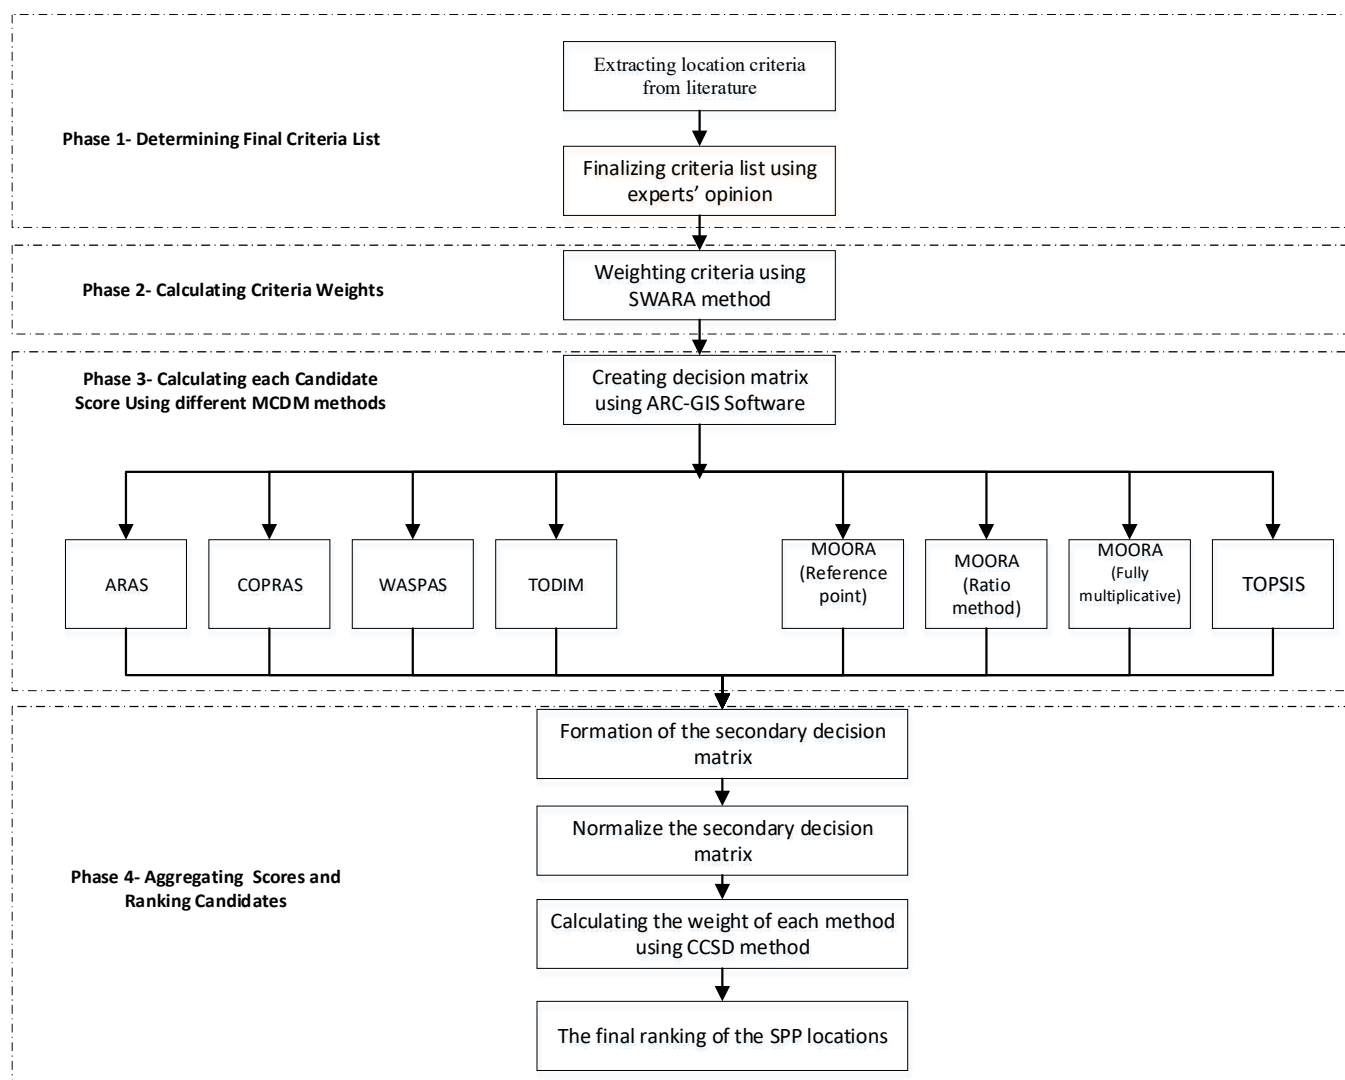 Extracting location criteria
from literature
Phase 1- Determining Final Criteria List
Finalizing criteria list using
experts’ opinion
Phase 2- Calculating Criteria Weights
Weighting criteria using
SWARA method
Phase 3- Calculating each Candidate
Score Using different MCDM methods
Creating decision matrix
using ARC-GIS Software
ARAS
COPRAS
WASPAS
TODIM
MOORA
(Reference
point)
MOORA
(Ratio
method)
MOORA
(Fully
multiplicative)
TOPSIS
Formation of the secondary decision
matrix
Normalize the secondary decision
matrix
Phase 4- Aggregating Scores and
Ranking Candidates
Calculating the weight of each method
using CCSD method
The final ranking of the SPP locations